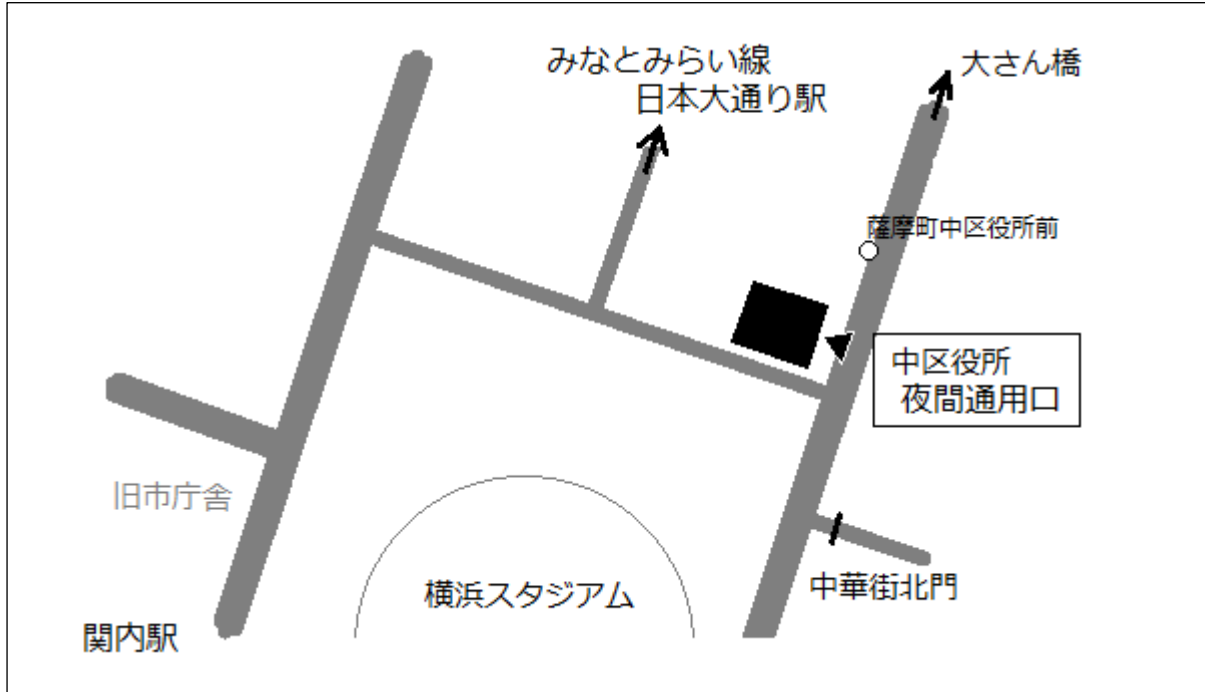 みなとみらい線
日本大通り駅
大さん橋
薩摩町中区役所前
中区役所
夜間通用口
旧市庁舎
横浜スタジアム
中華街北門
関内駅